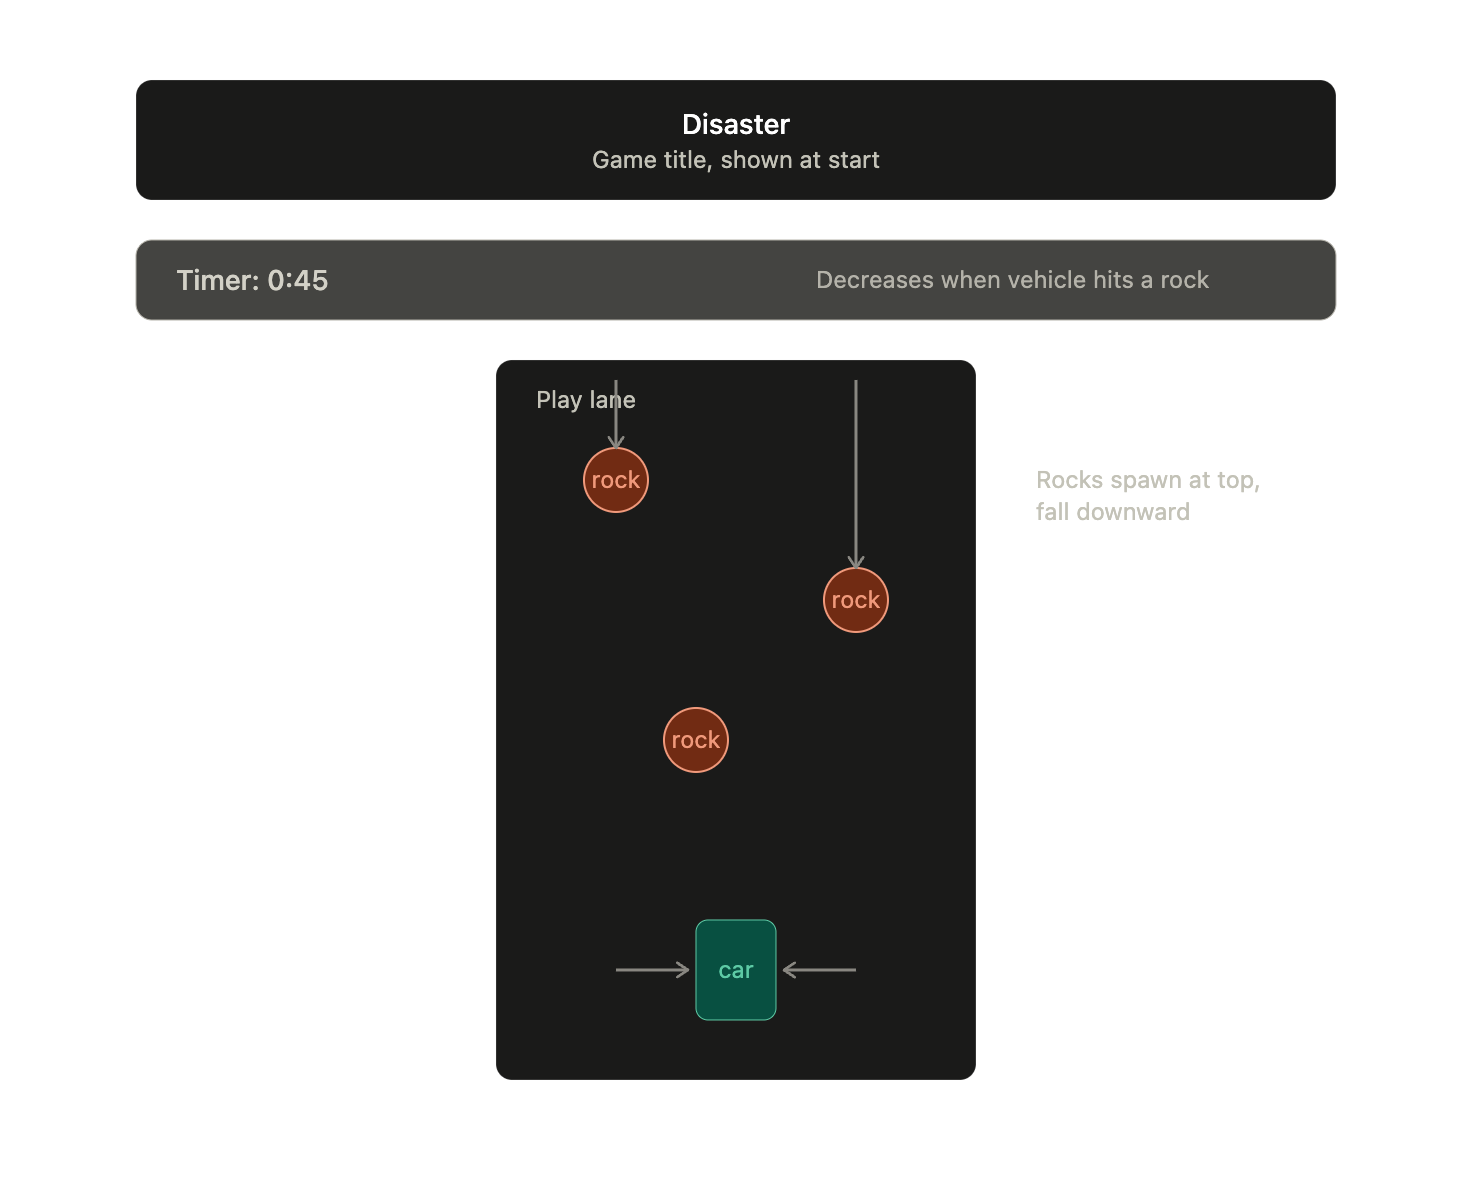 Disaster
Game title, shown at start
Timer: 0:45
Decreases when vehicle hits a rock
Play lane
rock
Rocks spawn at top,
fall downward
rock
rock
car